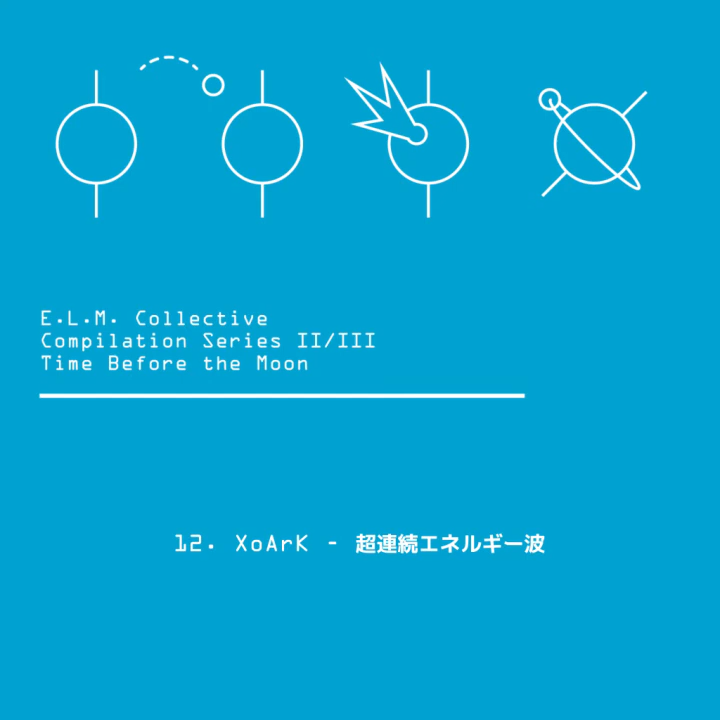 E.L.M. Collective
Compilation Series II/III
Time Before the Moon
12. XoArK - 超連続エネルギー波